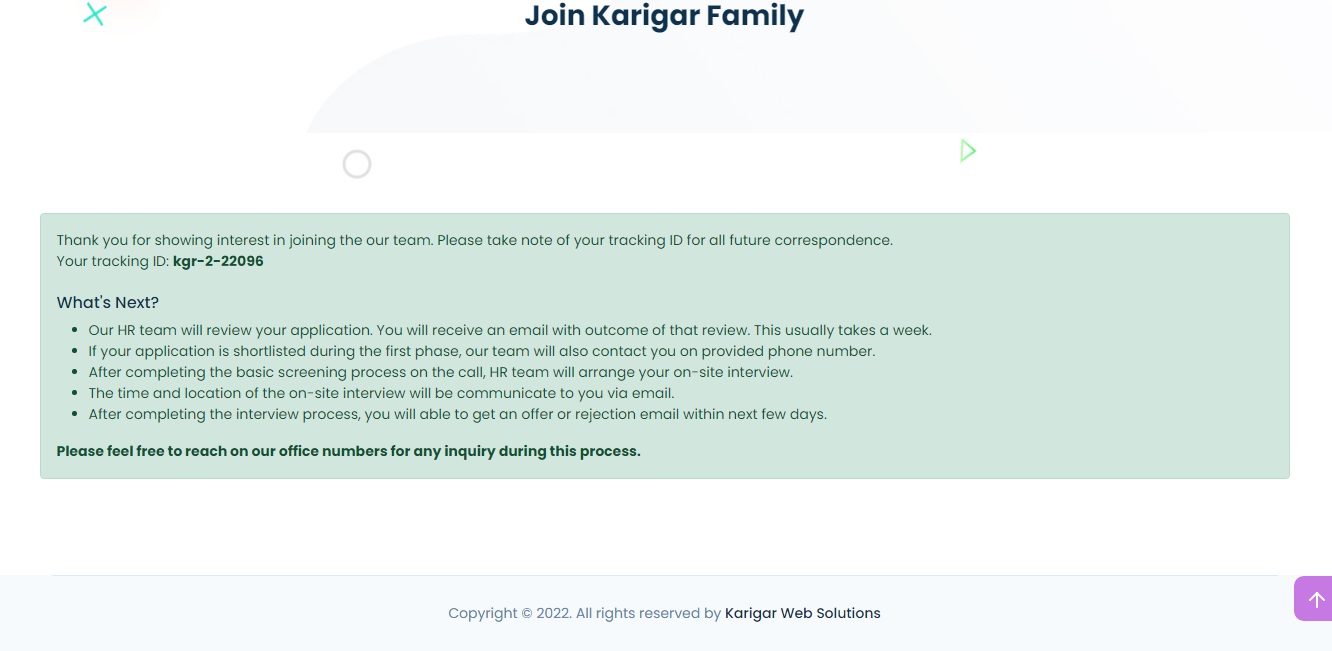 Join Karigar Family
Thank you for showing interest in joining the our team. Please take note of your tracking ID for all future correspondence.
Your tracking ID: kgr-2-22096
What's Next?
Our HR team will review your application. You will receive an email with outcome of that review. This usually takes a week.
If your application is shortlisted during the first phase, our team will also contact you on provided phone number.
After completing the basic screening process on the call, HR team will arrange your on-site interview.
The time and location of the on-site interview will be communicate to you via email.
After completing the interview process, you will able to get an offer or rejection email within next few days.
Please feel free to reach on our office numbers for any inquiry during this process.
Copyright © 2022. All rights reserved by Karigar Web Solutions